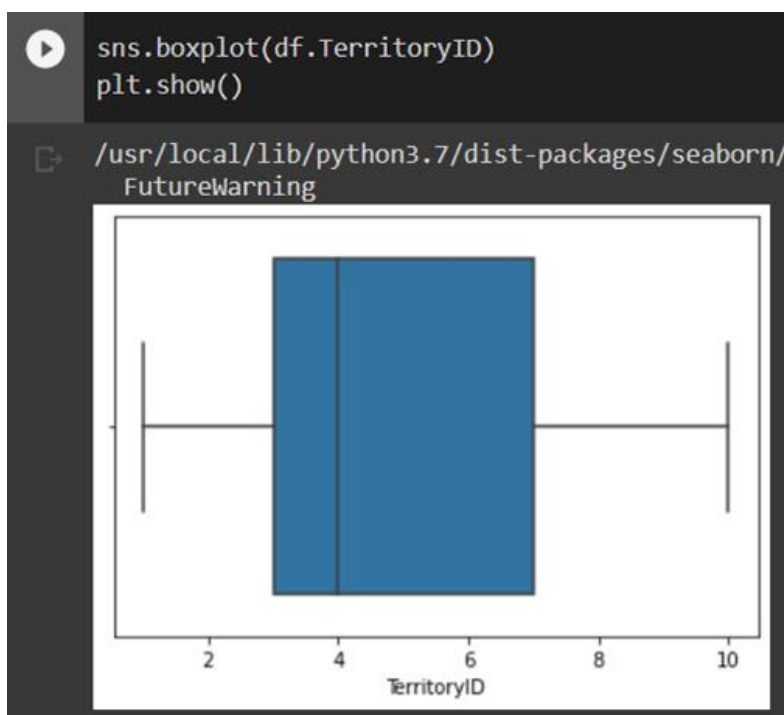 sns.boxplot(df.TerritoryID)
plt.show()
/usr/local/lib/python3.7/dist-packages/seaborn/
FutureWarning
2 4 6 8 10
TerritoryID